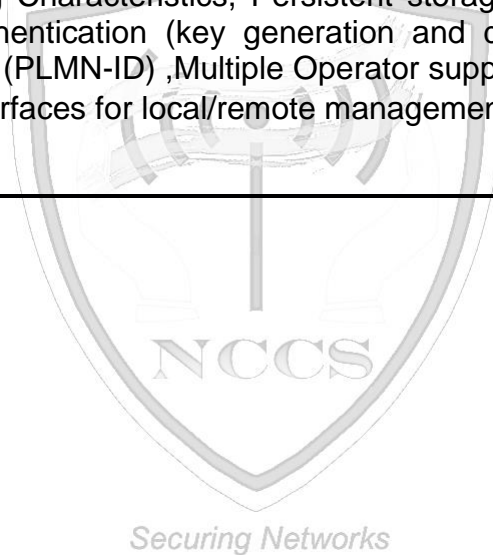 Characteristics, Persistent storag
entication (key generation and
(PLMN-ID) ,Multiple Operator supp
rfaces for local/remote management
NCCS
Securing Networks